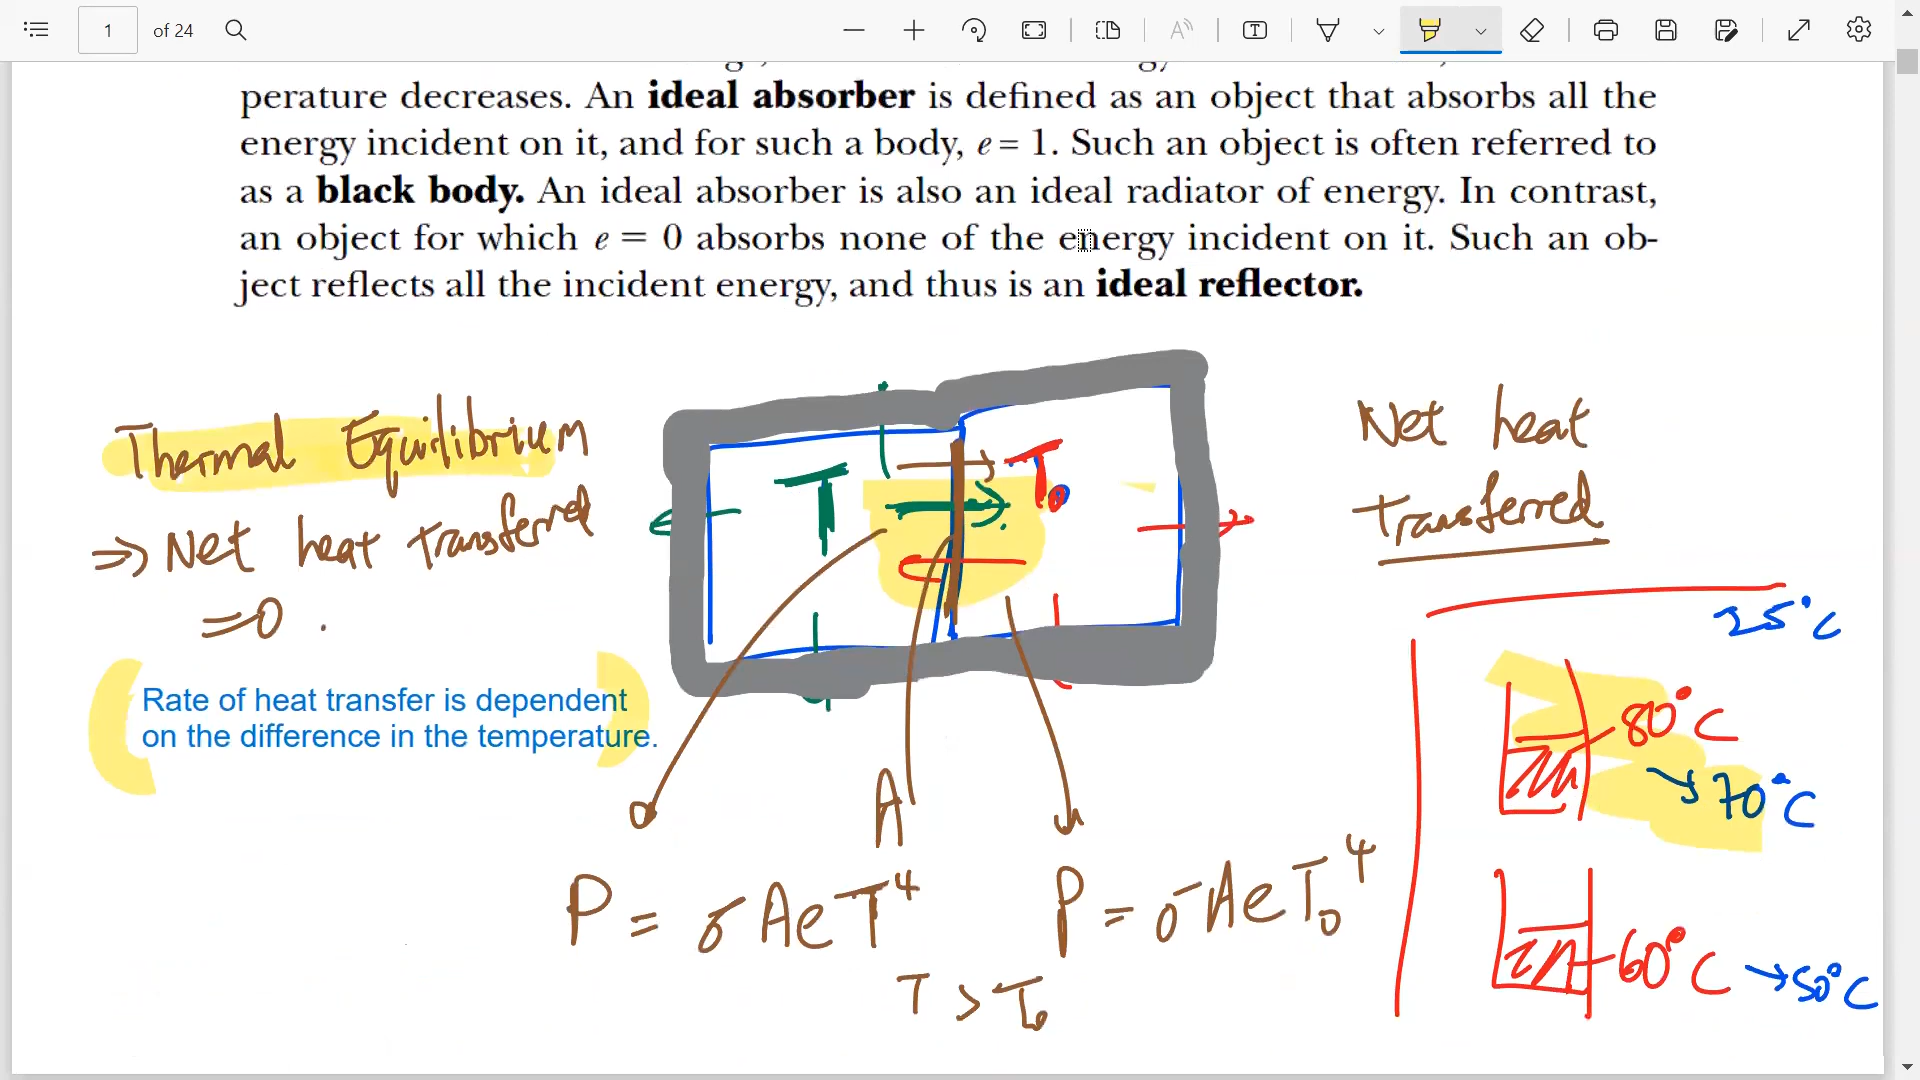 1 of 24
perature decreases. An ideal absorber is defined as an object that absorbs all the
energy incident on it, and for such a body, e = 1. Such an object is often referred to
as a black body. An ideal absorber is also an ideal radiator of energy. In contrast,
an object for which e = 0 absorbs none of the energy incident on it. Such an ob-
ject reflects all the incident energy, and thus is an ideal reflector.
Thermal Equilibrium
⇒ Net heat transferred
= 0 .
Rate of heat transfer is dependent
on the difference in the temperature.
T
T₀
A
P = σAeT⁴
P = σAeT₀⁴
T > T₀
Net heat
transferred
25°C
80°C
→ 70°C
60°C → 50°C